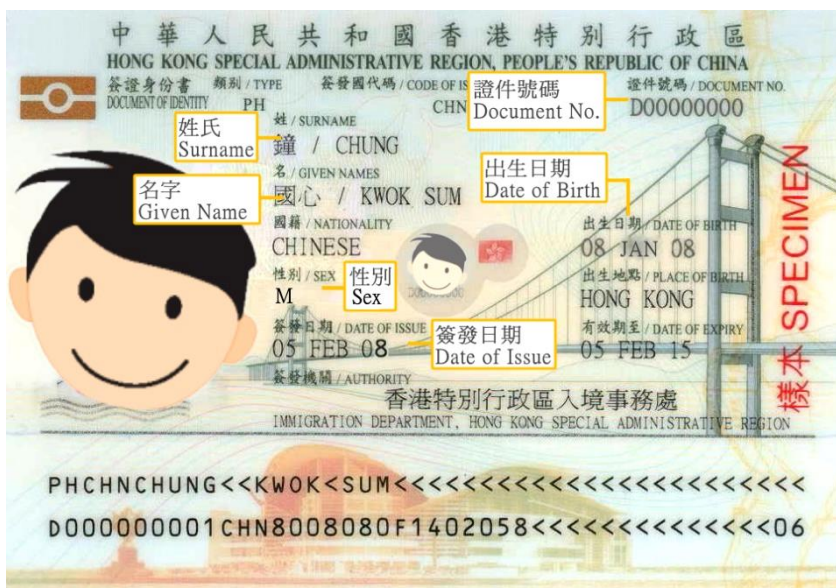 中華人民共和國香港特別行政區
HONG KONG SPECIAL ADMINISTRATIVE REGION, PEOPLE'S REPUBLIC OF CHINA
簽證身份書 類別 / TYPE 簽發國代碼 / CODE OF IS 證件號碼 / DOCUMENT NO.
DOCUMENT OF IDENTITY PH CHN D00000000
證件號碼
Document No.
姓 / SURNAME
姓氏
Surname
鐘 / CHUNG
名 / GIVEN NAMES
名字
Given Name
國心 / KWOK SUM
出生日期
Date of Birth
國籍 / NATIONALITY 出生日期 / DATE OF BIRTH
CHINESE 08 JAN 08
性別 / SEX 出生地點 / PLACE OF BIRTH
性別
Sex
M HONG KONG
簽發日期 / DATE OF ISSUE 有效期至 / DATE OF EXPIRY
簽發日期
Date of Issue
05 FEB 08 05 FEB 15
簽發機關 / AUTHORITY
香港特別行政區入境事務處
IMMIGRATION DEPARTMENT, HONG KONG SPECIAL ADMINISTRATIVE REGION
樣本 SPECIMEN
PHCHNCHUNG<<KWOK<SUM<<<<<<<<<<<<<<<<<<<<<<<<
D000000001CHN8008080F1402058<<<<<<<<<<<<<<06